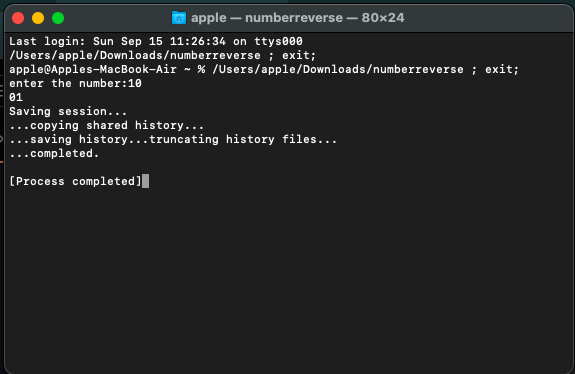 apple — numberreverse — 80×24
Last login: Sun Sep 15 11:26:34 on ttys000
/Users/apple/Downloads/numberreverse ; exit;
apple@Apples-MacBook-Air ~ % /Users/apple/Downloads/numberreverse ; exit;
enter the number:10
01
Saving session...
...copying shared history...
...saving history...truncating history files...
...completed.
[Process completed]